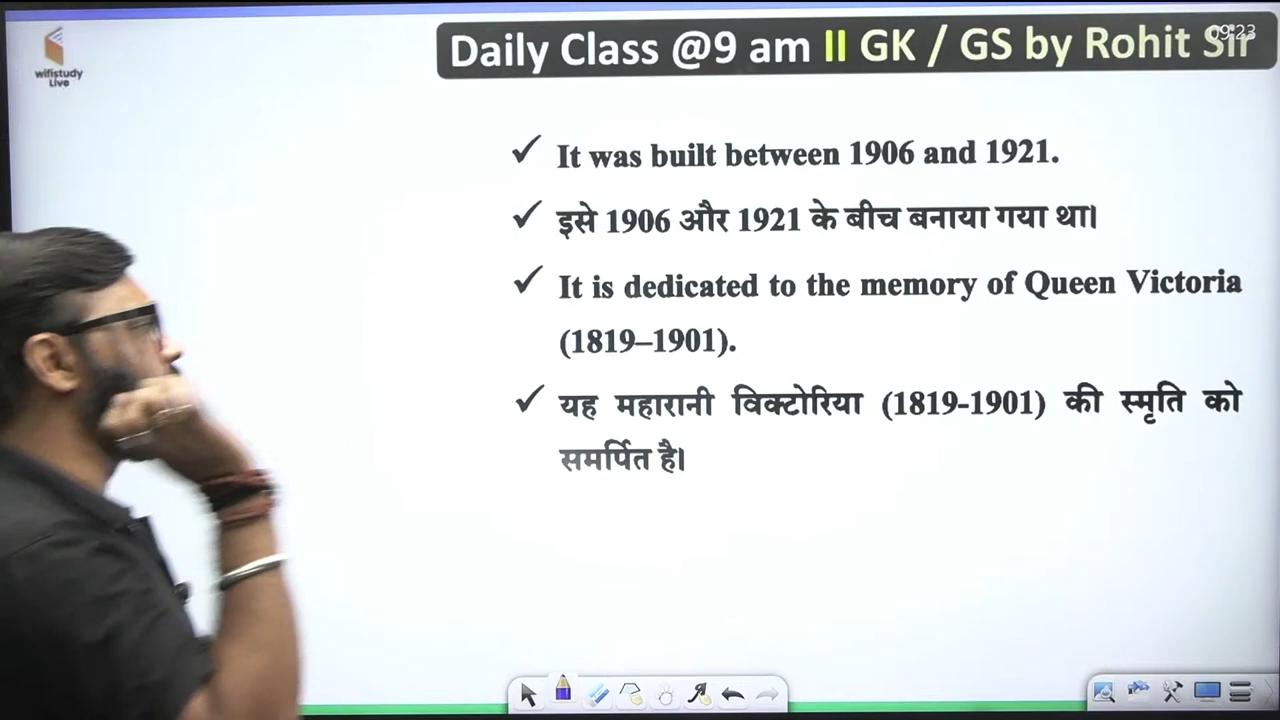 wifistudy
Live
Daily Class @9 am II GK / GS by Rohit Sir
09:23
✓ It was built between 1906 and 1921.
✓ इसे 1906 और 1921 के बीच बनाया गया था।
✓ It is dedicated to the memory of Queen Victoria
(1819–1901).
✓ यह महारानी विक्टोरिया (1819-1901) की स्मृति को
समर्पित है।